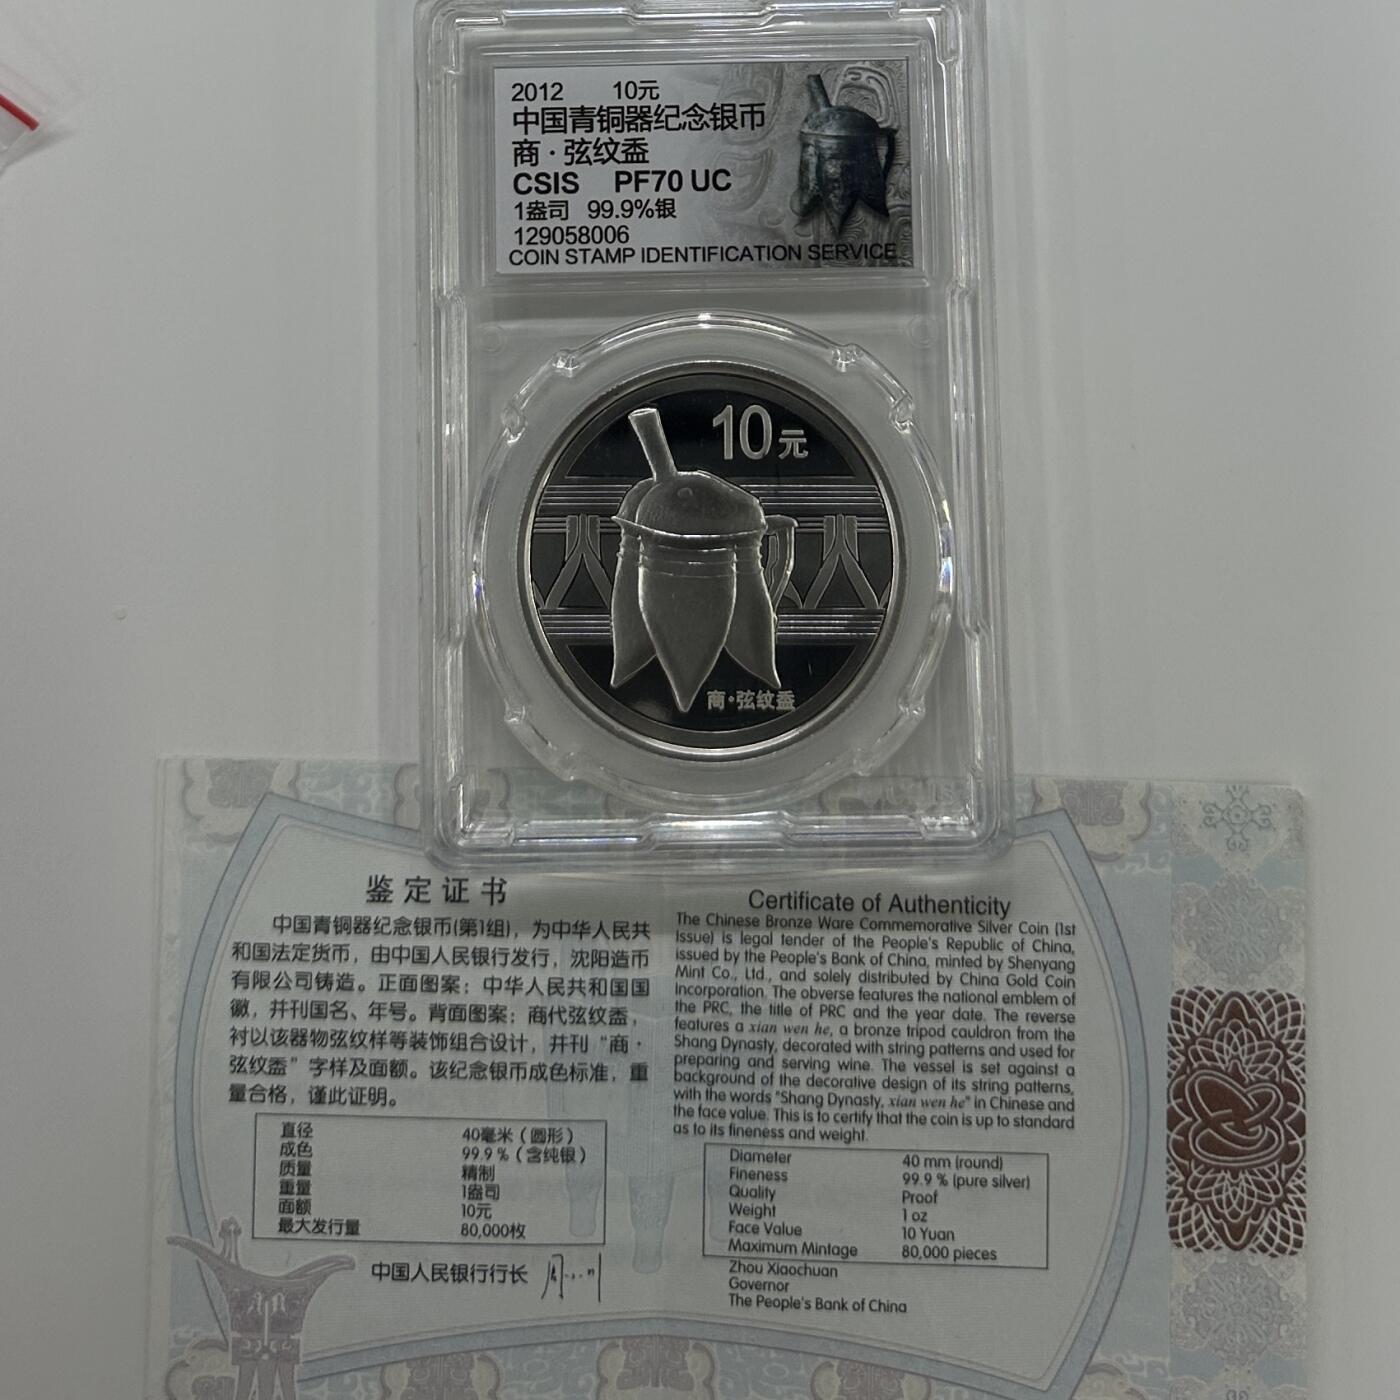 2012 10元
中国青铜器纪念银币
商·弦纹盉
CSIS PF70 UC
1盎司 99.9%银
129058006
COIN STAMP IDENTIFICATION SERVICE
10元
商·弦纹盉
鉴定证书
中国青铜器纪念银币(第1组)，为中华人民共
和国法定货币，由中国人民银行发行，沈阳造币
有限公司铸造。正面图案：中华人民共和国国
徽，并刊国名、年号。背面图案：商代弦纹盉，
衬以该器物弦纹样等装饰组合设计，并刊“商·
弦纹盉”字样及面额。该纪念银币成色标准，重
量合格，谨此证明。
直径 40毫米（圆形）
成色 99.9％（含纯银）
质量 精制
重量 1盎司
面额 10元
最大发行量 80,000枚
中国人民银行行长
Certificate of Authenticity
The Chinese Bronze Ware Commemorative Silver Coin (1st
Issue) is legal tender of the People's Republic of China,
issued by the People's Bank of China, minted by Shenyang
Mint Co., Ltd., and solely distributed by China Gold Coin
Incorporation. The obverse features the national emblem of
the PRC, the title of PRC and the year date. The reverse
features a xian wen he, a bronze tripod cauldron from the
Shang Dynasty, decorated with string patterns and used for
preparing and serving wine. The vessel is set against a
background of the decorative design of its string patterns,
with the words "Shang Dynasty, xian wen he" in Chinese and
the face value. This is to certify that the coin is up to standard
as to its fineness and weight.
Diameter 40 mm (round)
Fineness 99.9 % (pure silver)
Quality Proof
Weight 1 oz
Face Value 10 Yuan
Maximum Mintage 80,000 pieces
Zhou Xiaochuan
Governor
The People's Bank of China